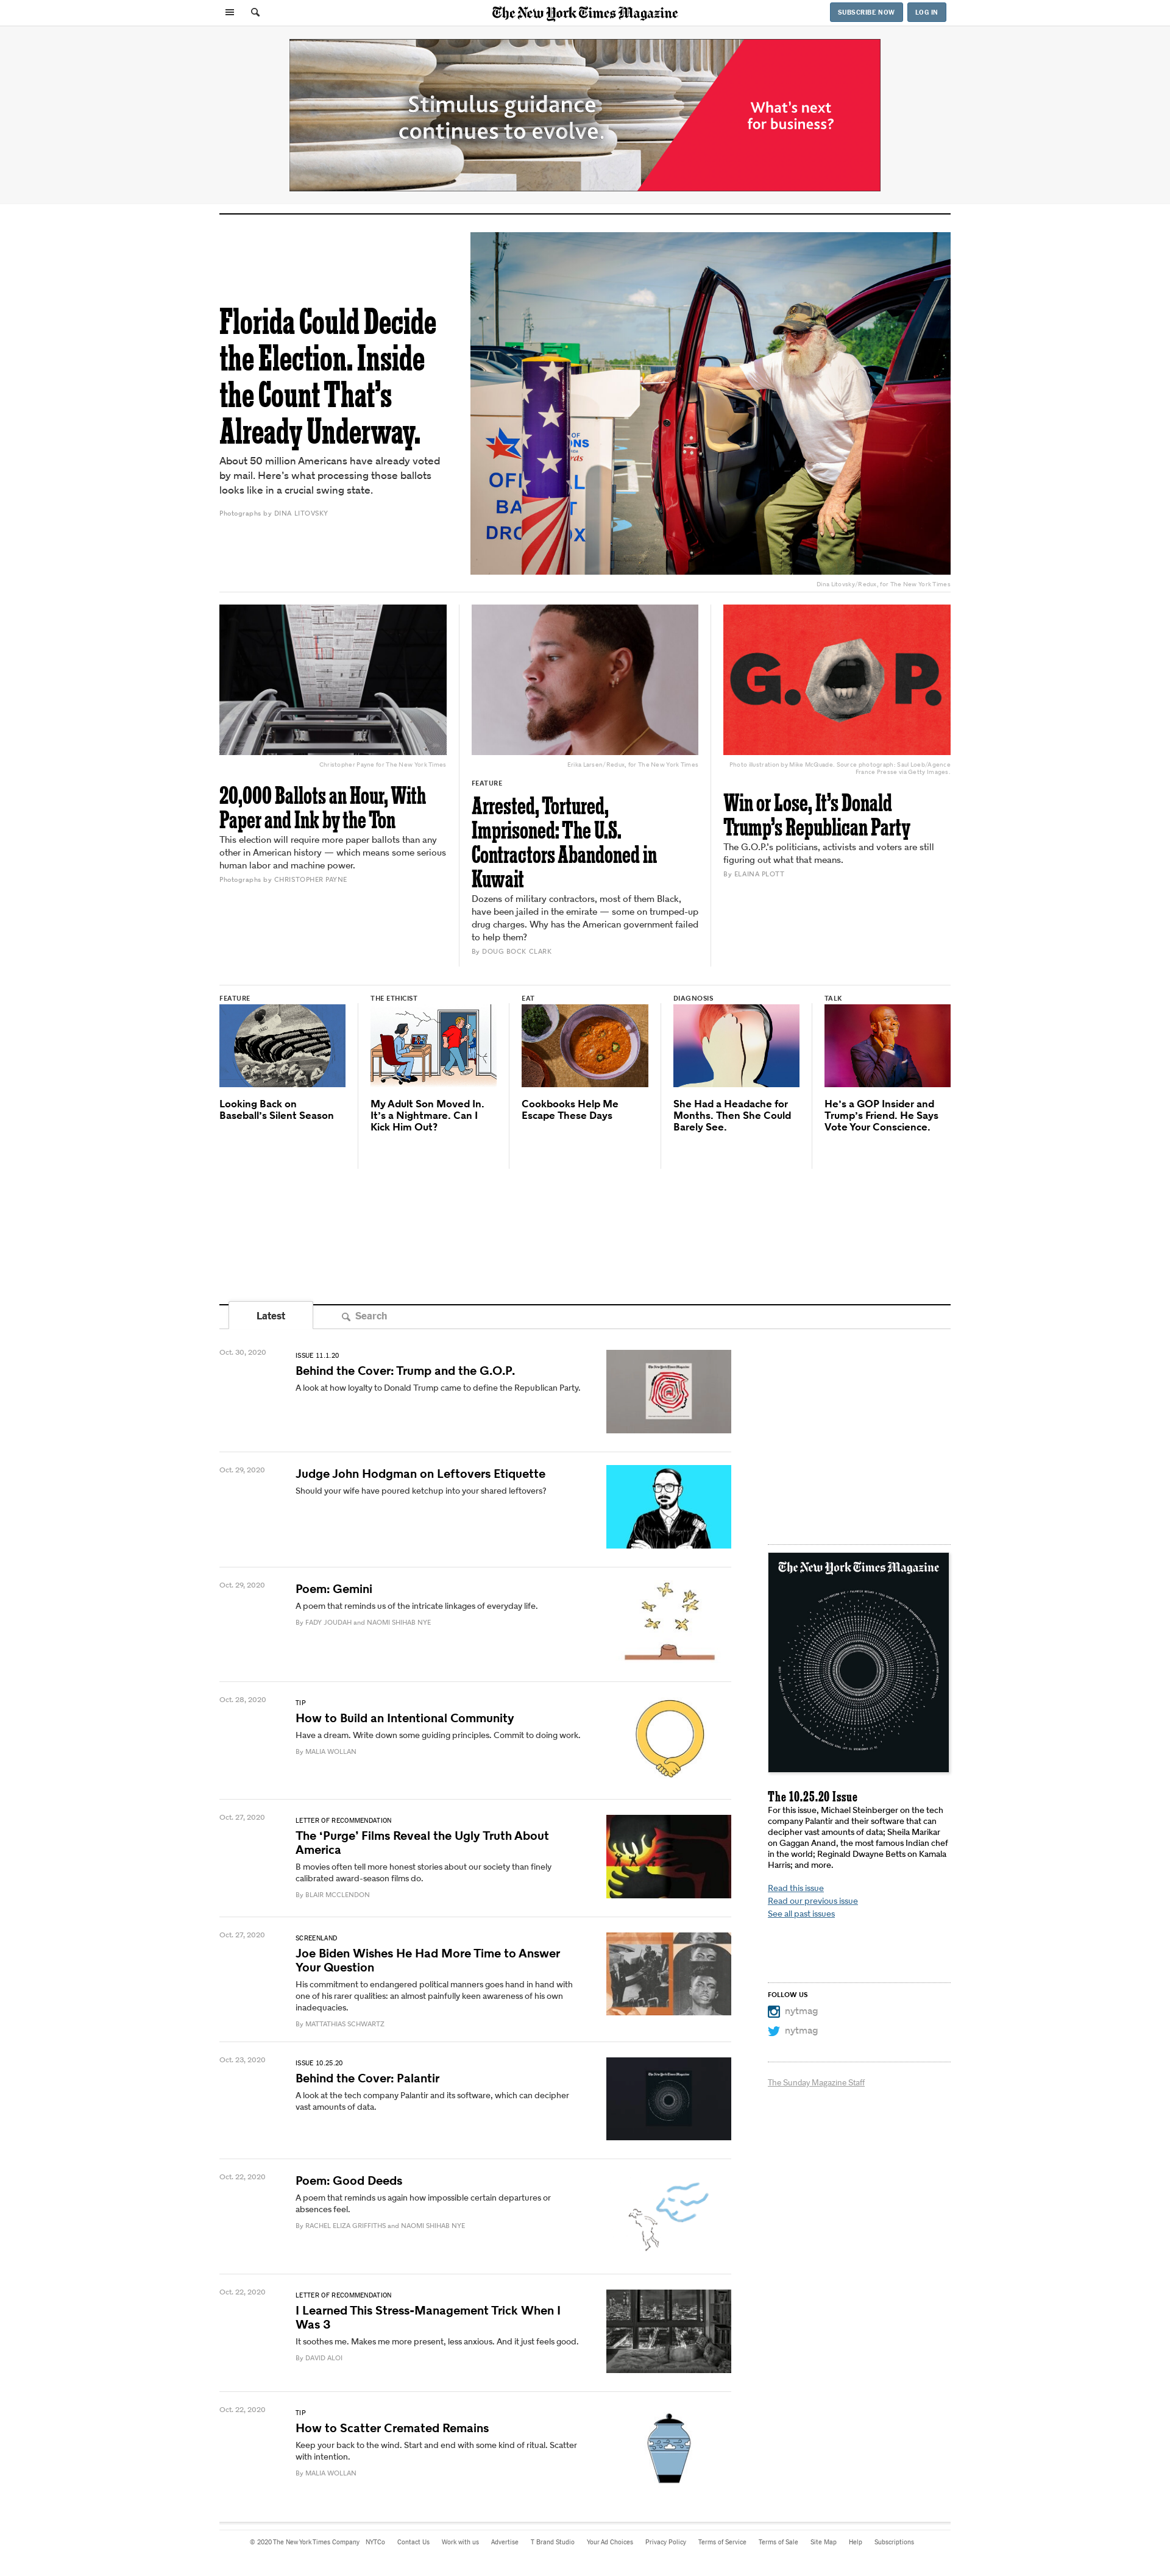 The New York Times Magazine
SUBSCRIBE NOW
LOG IN
Stimulus guidance
continues to evolve.
What's next
for business?
Florida Could Decide
the Election. Inside
the Count That's
Already Underway.
About 50 million Americans have already voted
by mail. Here's what processing those ballots
looks like in a crucial swing state.
Photographs by DINA LITOVSKY
Dina Litovsky/Redux, for The New York Times
Christopher Payne for The New York Times
20,000 Ballots an Hour, With
Paper and Ink by the Ton
This election will require more paper ballots than any
other in American history — which means some serious
human labor and machine power.
Photographs by CHRISTOPHER PAYNE
Erika Larsen/Redux, for The New York Times
FEATURE
Arrested, Tortured,
Imprisoned: The U.S.
Contractors Abandoned in
Kuwait
Dozens of military contractors, most of them Black,
have been jailed in the emirate — some on trumped-up
drug charges. Why has the American government failed
to help them?
By DOUG BOCK CLARK
G.O.P.
Photo illustration by Mike McQuade. Source photograph: Saul Loeb/Agence
France Presse via Getty Images.
Win or Lose, It's Donald
Trump's Republican Party
The G.O.P.'s politicians, activists and voters are still
figuring out what that means.
By ELAINA PLOTT
FEATURE
Looking Back on
Baseball's Silent Season
THE ETHICIST
My Adult Son Moved In.
It's a Nightmare. Can I
Kick Him Out?
EAT
Cookbooks Help Me
Escape These Days
DIAGNOSIS
She Had a Headache for
Months. Then She Could
Barely See.
TALK
He's a GOP Insider and
Trump's Friend. He Says
Vote Your Conscience.
Latest
Search
Oct. 30, 2020
ISSUE 11.1.20
Behind the Cover: Trump and the G.O.P.
A look at how loyalty to Donald Trump came to define the Republican Party.
Oct. 29, 2020
Judge John Hodgman on Leftovers Etiquette
Should your wife have poured ketchup into your shared leftovers?
Oct. 29, 2020
Poem: Gemini
A poem that reminds us of the intricate linkages of everyday life.
By FADY JOUDAH and NAOMI SHIHAB NYE
Oct. 28, 2020
TIP
How to Build an Intentional Community
Have a dream. Write down some guiding principles. Commit to doing work.
By MALIA WOLLAN
Oct. 27, 2020
LETTER OF RECOMMENDATION
The 'Purge' Films Reveal the Ugly Truth About
America
B movies often tell more honest stories about our society than finely
calibrated award-season films do.
By BLAIR MCCLENDON
Oct. 27, 2020
SCREENLAND
Joe Biden Wishes He Had More Time to Answer
Your Question
His commitment to endangered political manners goes hand in hand with
one of his rarer qualities: an almost painfully keen awareness of his own
inadequacies.
By MATTATHIAS SCHWARTZ
Oct. 23, 2020
ISSUE 10.25.20
Behind the Cover: Palantir
A look at the tech company Palantir and its software, which can decipher
vast amounts of data.
Oct. 22, 2020
Poem: Good Deeds
A poem that reminds us again how impossible certain departures or
absences feel.
By RACHEL ELIZA GRIFFITHS and NAOMI SHIHAB NYE
Oct. 22, 2020
LETTER OF RECOMMENDATION
I Learned This Stress-Management Trick When I
Was 3
It soothes me. Makes me more present, less anxious. And it just feels good.
By DAVID ALOI
Oct. 22, 2020
TIP
How to Scatter Cremated Remains
Keep your back to the wind. Start and end with some kind of ritual. Scatter
with intention.
By MALIA WOLLAN
The New York Times Magazine
The 10.25.20 Issue
For this issue, Michael Steinberger on the tech
company Palantir and their software that can
decipher vast amounts of data; Sheila Marikar
on Gaggan Anand, the most famous Indian chef
in the world; Reginald Dwayne Betts on Kamala
Harris; and more.
Read this issue
Read our previous issue
See all past issues
FOLLOW US
nytmag
nytmag
The Sunday Magazine Staff
© 2020 The New York Times Company NYTCo Contact Us Work with us Advertise T Brand Studio Your Ad Choices Privacy Policy Terms of Service Terms of Sale Site Map Help Subscriptions